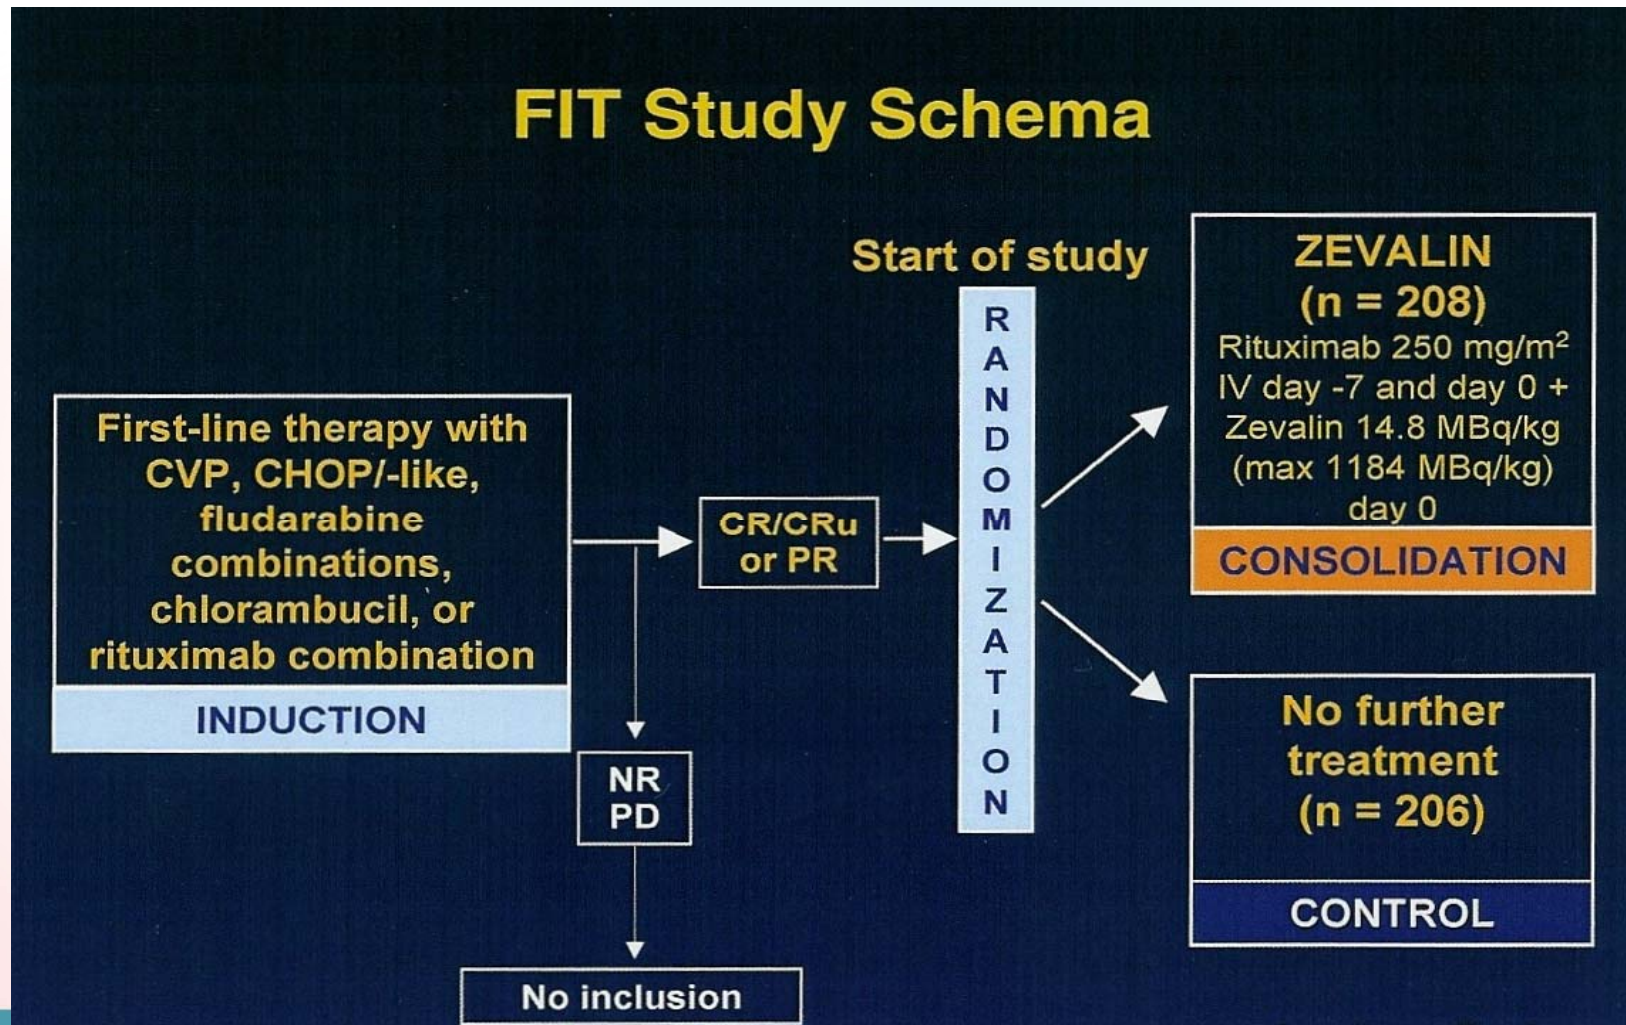 FIT Study Schema
First-line therapy with
CVP, CHOP/-like,
fludarabine
combinations,
chlorambucil, or
rituximab combination
INDUCTION
NR
PD
No inclusion
CR/CRu
or PR
Start of study
RANDOMIZATION
ZEVALIN
(n = 208)
Rituximab 250 mg/m²
IV day -7 and day 0 +
Zevalin 14.8 MBq/kg
(max 1184 MBq/kg)
day 0
CONSOLIDATION
No further
treatment
(n = 206)
CONTROL